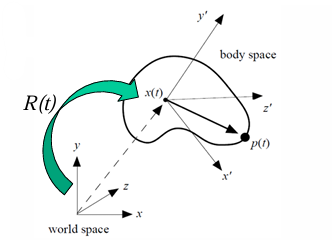 y'
body space
x(t)
R(t)
z'
p(t)
y
x'
z
x
world space